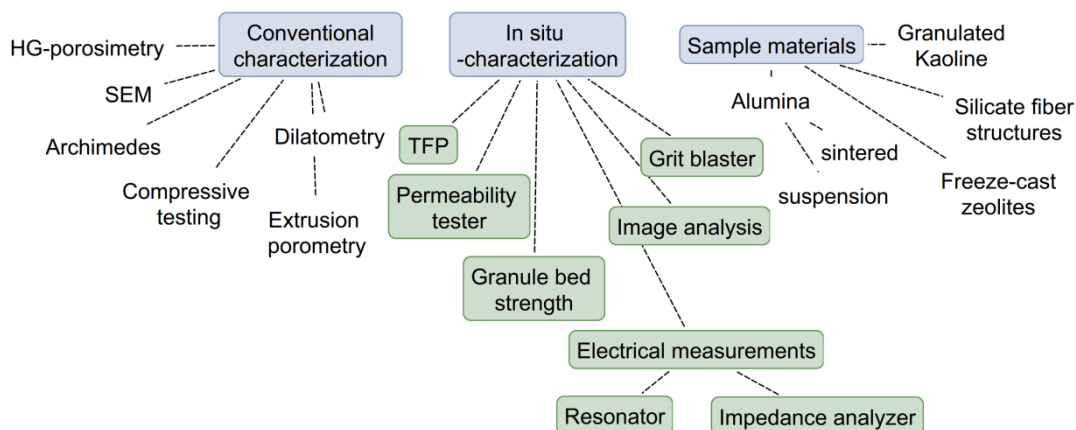 Conventional
characterization
In situ
-characterization
Sample materials
HG-porosimetry
SEM
Archimedes
Compressive
testing
Dilatometry
Extrusion
porometry
TFP
Permeability
tester
Granule bed
strength
Grit blaster
Image analysis
Electrical measurements
Resonator
Impedance analyzer
Granulated
Kaoline
Alumina
sintered
suspension
Silicate fiber
structures
Freeze-cast
zeolites